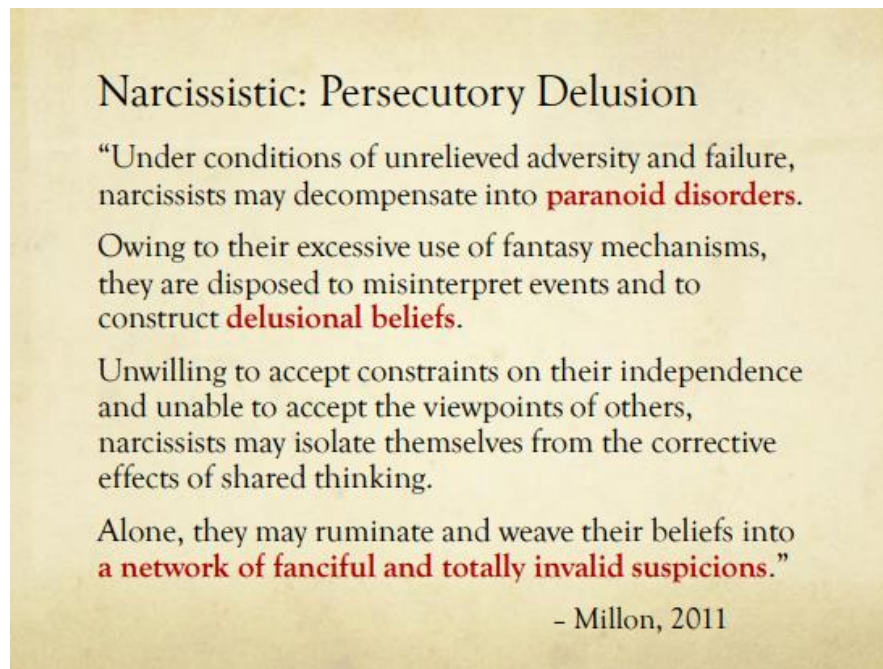 Narcissistic: Persecutory Delusion
“Under conditions of unrelieved adversity and failure,
narcissists may decompensate into paranoid disorders.
Owing to their excessive use of fantasy mechanisms,
they are disposed to misinterpret events and to
construct delusional beliefs.
Unwilling to accept constraints on their independence
and unable to accept the viewpoints of others,
narcissists may isolate themselves from the corrective
effects of shared thinking.
Alone, they may ruminate and weave their beliefs into
a network of fanciful and totally invalid suspicions.”
– Millon, 2011